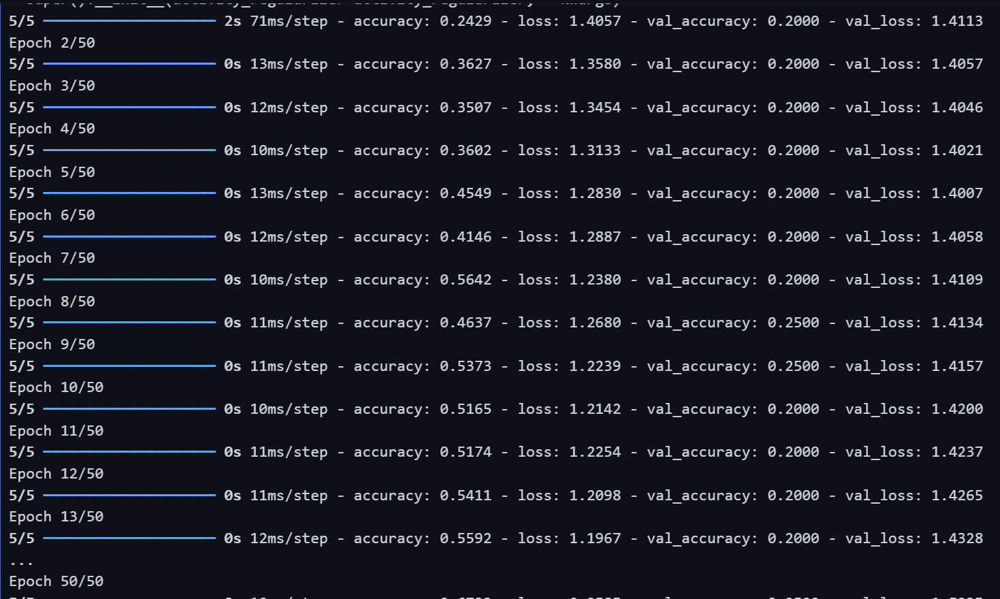 5/5 ━━━━━━━━━━━━━━━━━━━━ 2s 71ms/step - accuracy: 0.2429 - loss: 1.4057 - val_accuracy: 0.2000 - val_loss: 1.4113
Epoch 2/50
5/5 ━━━━━━━━━━━━━━━━━━━━ 0s 13ms/step - accuracy: 0.3627 - loss: 1.3580 - val_accuracy: 0.2000 - val_loss: 1.4057
Epoch 3/50
5/5 ━━━━━━━━━━━━━━━━━━━━ 0s 12ms/step - accuracy: 0.3507 - loss: 1.3454 - val_accuracy: 0.2000 - val_loss: 1.4046
Epoch 4/50
5/5 ━━━━━━━━━━━━━━━━━━━━ 0s 10ms/step - accuracy: 0.3602 - loss: 1.3133 - val_accuracy: 0.2000 - val_loss: 1.4021
Epoch 5/50
5/5 ━━━━━━━━━━━━━━━━━━━━ 0s 13ms/step - accuracy: 0.4549 - loss: 1.2830 - val_accuracy: 0.2000 - val_loss: 1.4007
Epoch 6/50
5/5 ━━━━━━━━━━━━━━━━━━━━ 0s 12ms/step - accuracy: 0.4146 - loss: 1.2887 - val_accuracy: 0.2000 - val_loss: 1.4058
Epoch 7/50
5/5 ━━━━━━━━━━━━━━━━━━━━ 0s 10ms/step - accuracy: 0.5642 - loss: 1.2380 - val_accuracy: 0.2000 - val_loss: 1.4109
Epoch 8/50
5/5 ━━━━━━━━━━━━━━━━━━━━ 0s 11ms/step - accuracy: 0.4637 - loss: 1.2680 - val_accuracy: 0.2500 - val_loss: 1.4134
Epoch 9/50
5/5 ━━━━━━━━━━━━━━━━━━━━ 0s 11ms/step - accuracy: 0.5373 - loss: 1.2239 - val_accuracy: 0.2500 - val_loss: 1.4157
Epoch 10/50
5/5 ━━━━━━━━━━━━━━━━━━━━ 0s 10ms/step - accuracy: 0.5165 - loss: 1.2142 - val_accuracy: 0.2000 - val_loss: 1.4200
Epoch 11/50
5/5 ━━━━━━━━━━━━━━━━━━━━ 0s 11ms/step - accuracy: 0.5174 - loss: 1.2254 - val_accuracy: 0.2000 - val_loss: 1.4237
Epoch 12/50
5/5 ━━━━━━━━━━━━━━━━━━━━ 0s 11ms/step - accuracy: 0.5411 - loss: 1.2098 - val_accuracy: 0.2000 - val_loss: 1.4265
Epoch 13/50
5/5 ━━━━━━━━━━━━━━━━━━━━ 0s 12ms/step - accuracy: 0.5592 - loss: 1.1967 - val_accuracy: 0.2000 - val_loss: 1.4328
...
Epoch 50/50